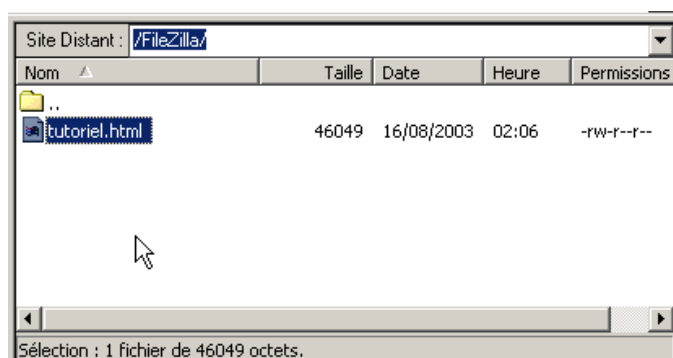 Site Distant : /FileZilla/
Nom Taille Date Heure Permissions
..
tutoriel.html 46049 16/08/2003 02:06 -rw-r--r--
Sélection : 1 fichier de 46049 octets.